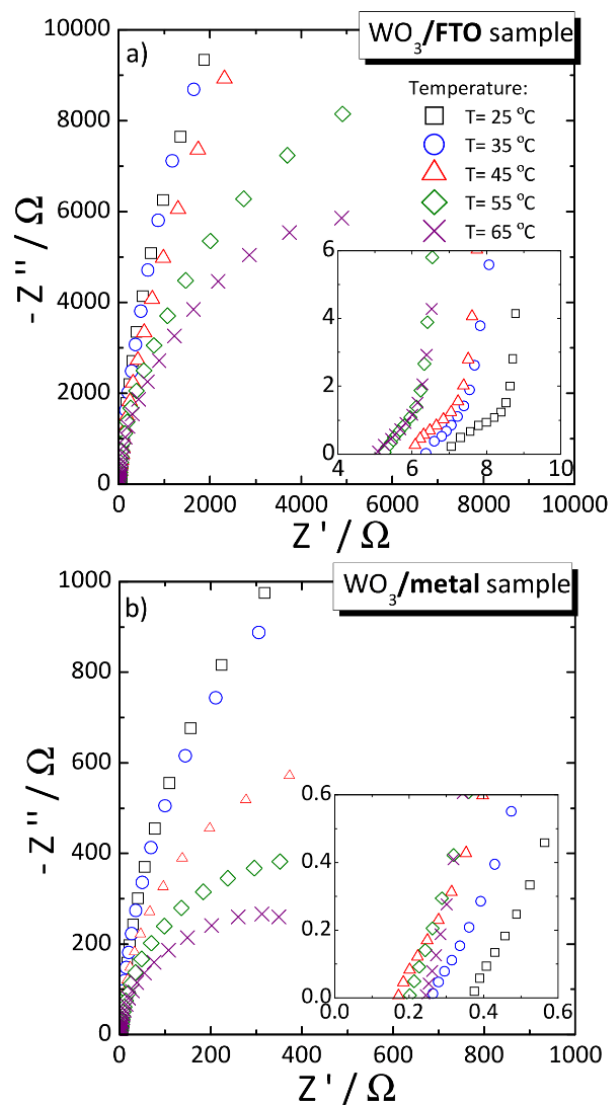 WO₃/FTO sample
a)
10000
8000
6000
4000
2000
0
- Z'' / Ω
Temperature:
T= 25 °C
T= 35 °C
T= 45 °C
T= 55 °C
T= 65 °C
6
4
2
0
4 6 8 10
0 2000 4000 6000 8000 10000
Z' / Ω
WO₃/metal sample
b)
1000
800
600
400
200
0
- Z'' / Ω
0.6
0.4
0.2
0.0
0.0 0.2 0.4 0.6
0 200 400 600 800 1000
Z' / Ω